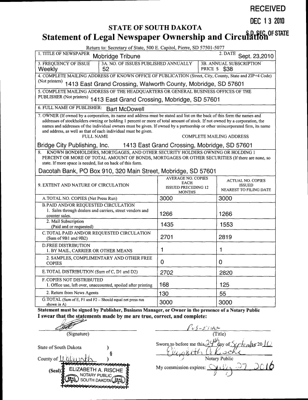 RECEIVED
DEC 13 2010
S.D. SEC. OF STATE
STATE OF SOUTH DAKOTA
Statement of Legal Newspaper Ownership and Circulation
Return to: Secretary of State, 500 E. Capitol, Pierre, SD 57501-5077
1. TITLE OF NEWSPAPER Mobridge Tribune 2. DATE Sept. 23, 2010
3. FREQUENCY OF ISSUE Weekly 3A. NO. OF ISSUES PUBLISHED ANNUALLY 52 3B. ANNUAL SUBSCRIPTION PRICE $ $38
4. COMPLETE MAILING ADDRESS OF KNOWN OFFICE OF PUBLICATION (Street, City, County, State and ZIP+4 Code)
(Not printers) 1413 East Grand Crossing, Walworth County, Mobridge, SD 57601
5. COMPLETE MAILING ADDRESS OF THE HEADQUARTERS OR GENERAL BUSINESS OFFICES OF THE
PUBLISHER (Not printers) 1413 East Grand Crossing, Mobridge, SD 57601
6. FULL NAME OF PUBLISHER: Bart McDowell
7. OWNER (If owned by a corporation, its name and address must be stated and also immediately thereunder the names and
addresses of stockholders owning or holding 1 percent or more of total amount of stock. If not owned by a corporation, the
names and addresses of the individual owners must be given. If owned by a partnership or other unincorporated firm, its name
and address, as well as that of each individual must be given.
FULL NAME COMPLETE MAILING ADDRESS
Bridge City Publishing, Inc. 1413 East Grand Crossing, Mobridge, SD 57601
8. KNOWN BONDHOLDERS, MORTGAGEES, AND OTHER SECURITY HOLDERS OWNING OR HOLDING 1
PERCENT OR MORE OF TOTAL AMOUNT OF BONDS, MORTGAGES OR OTHER SECURITIES (If there are none, so
state. If more space is needed, list on back of this form.
Dacotah Bank, PO Box 910, 320 Main Street, Mobridge, SD 57601
9. EXTENT AND NATURE OF CIRCULATION AVERAGE NO. COPIES EACH ISSUED PRECEDING 12 MONTHS ACTUAL NO. COPIES ISSUED NEAREST TO FILING DATE
A. TOTAL NO. COPIES (Net Press Run) 3000 3000
B. PAID AND/OR REQUESTED CIRCULATION
1. Sales through dealers and carriers, street vendors and counter sales. 1266 1266
2. Mail Subscription (Paid and or requested) 1435 1553
C. TOTAL PAID AND/OR REQUESTED CIRCULATION (Sum of 9B1 and 9B2) 2701 2819
D. FREE DISTRIBUTION
1. BY MAIL, CARRIER OR OTHER MEANS 1 1
2. SAMPLES, COMPLIMENTARY AND OTHER FREE COPIES 0 0
E. TOTAL DISTRIBUTION (Sum of C, D1 and D2) 2702 2820
F. COPIES NOT DISTRIBUTED
1. Office use, left over, unaccounted, spoiled after printing 168 125
2. Return from News Agents 130 55
G. TOTAL (Sum of E, F1 and F2 - Should equal net press run shown in A) 3000 3000
Statement must be signed by Publisher, Business Manager, or Owner in the presence of a Notary Public
I swear that the statements made by me are true, correct, and complete:
(Signature) (Title)
State of South Dakota )
County of Walworth )
Sworn to before me this day of September 2010
Elizabeth A. Rische
Notary Public
(Seal) My commission expires: 27, 2016
ELIZABETH A. RISCHE
NOTARY PUBLIC
SEAL SOUTH DAKOTA SEAL